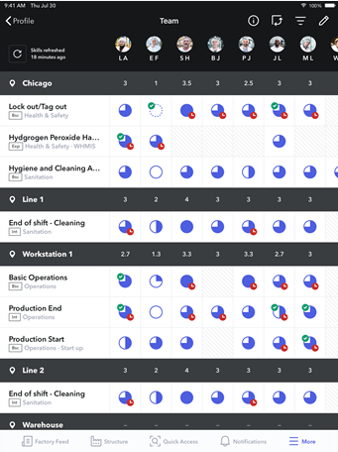 9:41 AM Thu Jul 30
100%
Profile
Team
Skills refreshed
18 minutes ago
LA EF SH BJ PJ JL ML
Chicago 3 1 3.5 3 2.5 3 3
Lock out/Tag out
Bsc Health & Safety
Hydgrogen Peroxide Ha...
Exp Health & Safety · WHMIS
Hygiene and Cleaning A...
Bsc Sanitation
Line 1 3 2 4 3 3 3 3
End of shift - Cleaning
Int Sanitation
Workstation 1 2.7 1.3 3.3 3 3.3 2.7 3
Basic Operations
Bsc Operations
Production End
Int Operations
Production Start
Bsc Operations · Start up
Line 2 3 2 4 3 3 3 3
End of shift - Cleaning
Int Sanitation
Warehouse – – – – – – –
Factory Feed
Structure
Quick Access
Notifications
More